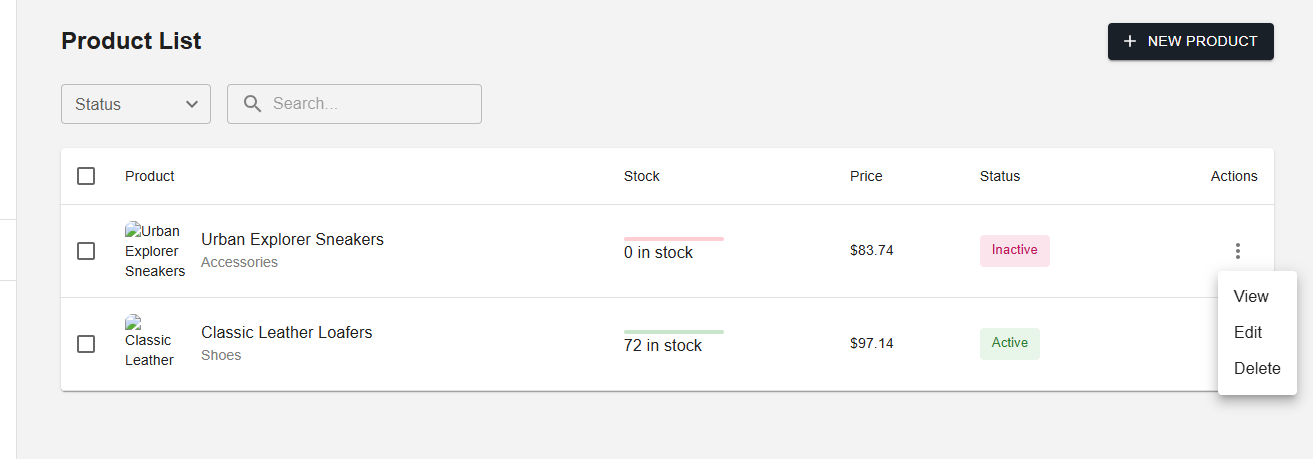 Product List
+ NEW PRODUCT
Status
Search...
Product Stock Price Status Actions
Urban
Explorer
Sneakers
Urban Explorer Sneakers
Accessories
0 in stock
$83.74
Inactive
View
Edit
Delete
Classic
Leather
Classic Leather Loafers
Shoes
72 in stock
$97.14
Active